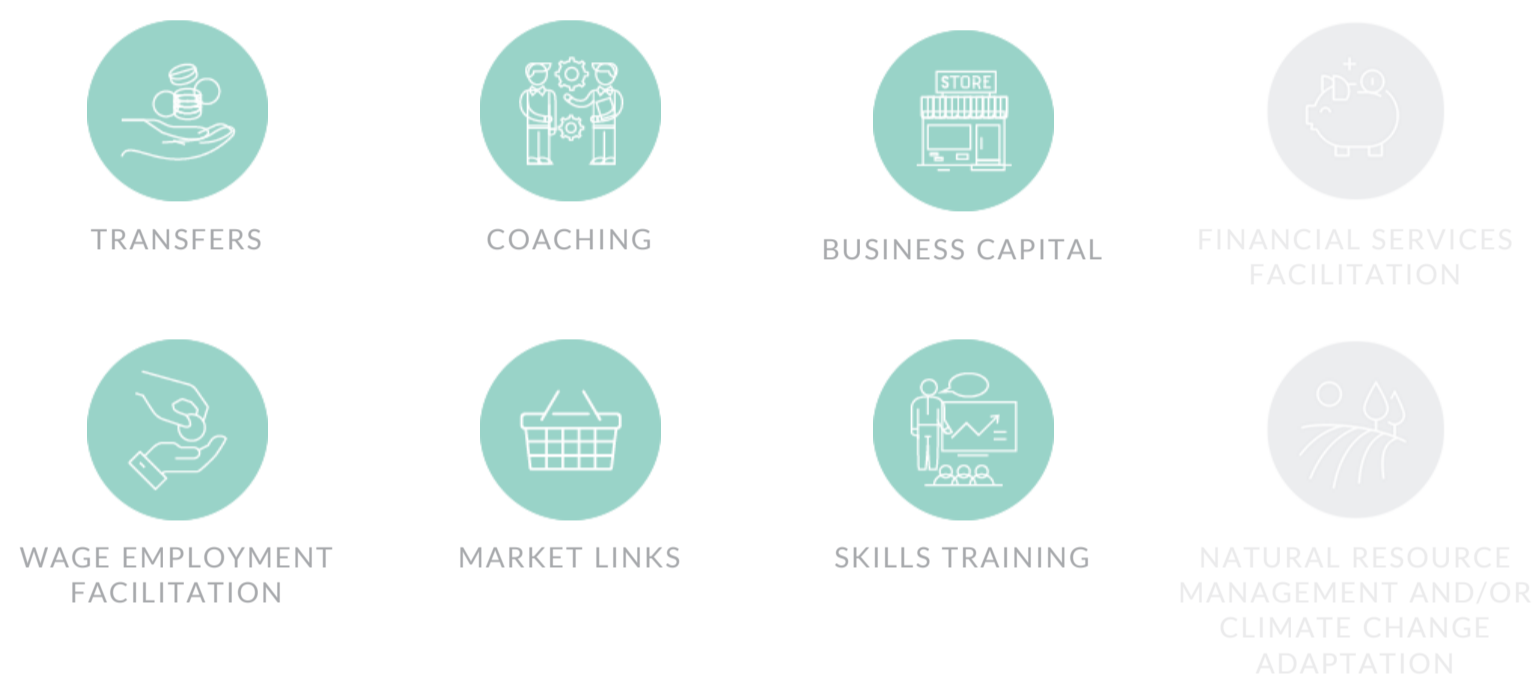 STORE
TRANSFERS
COACHING
BUSINESS CAPITAL
FINANCIAL SERVICES
FACILITATION
WAGE EMPLOYMENT
FACILITATION
MARKET LINKS
SKILLS TRAINING
NATURAL RESOURCE
MANAGEMENT AND/OR
CLIMATE CHANGE
ADAPTATION